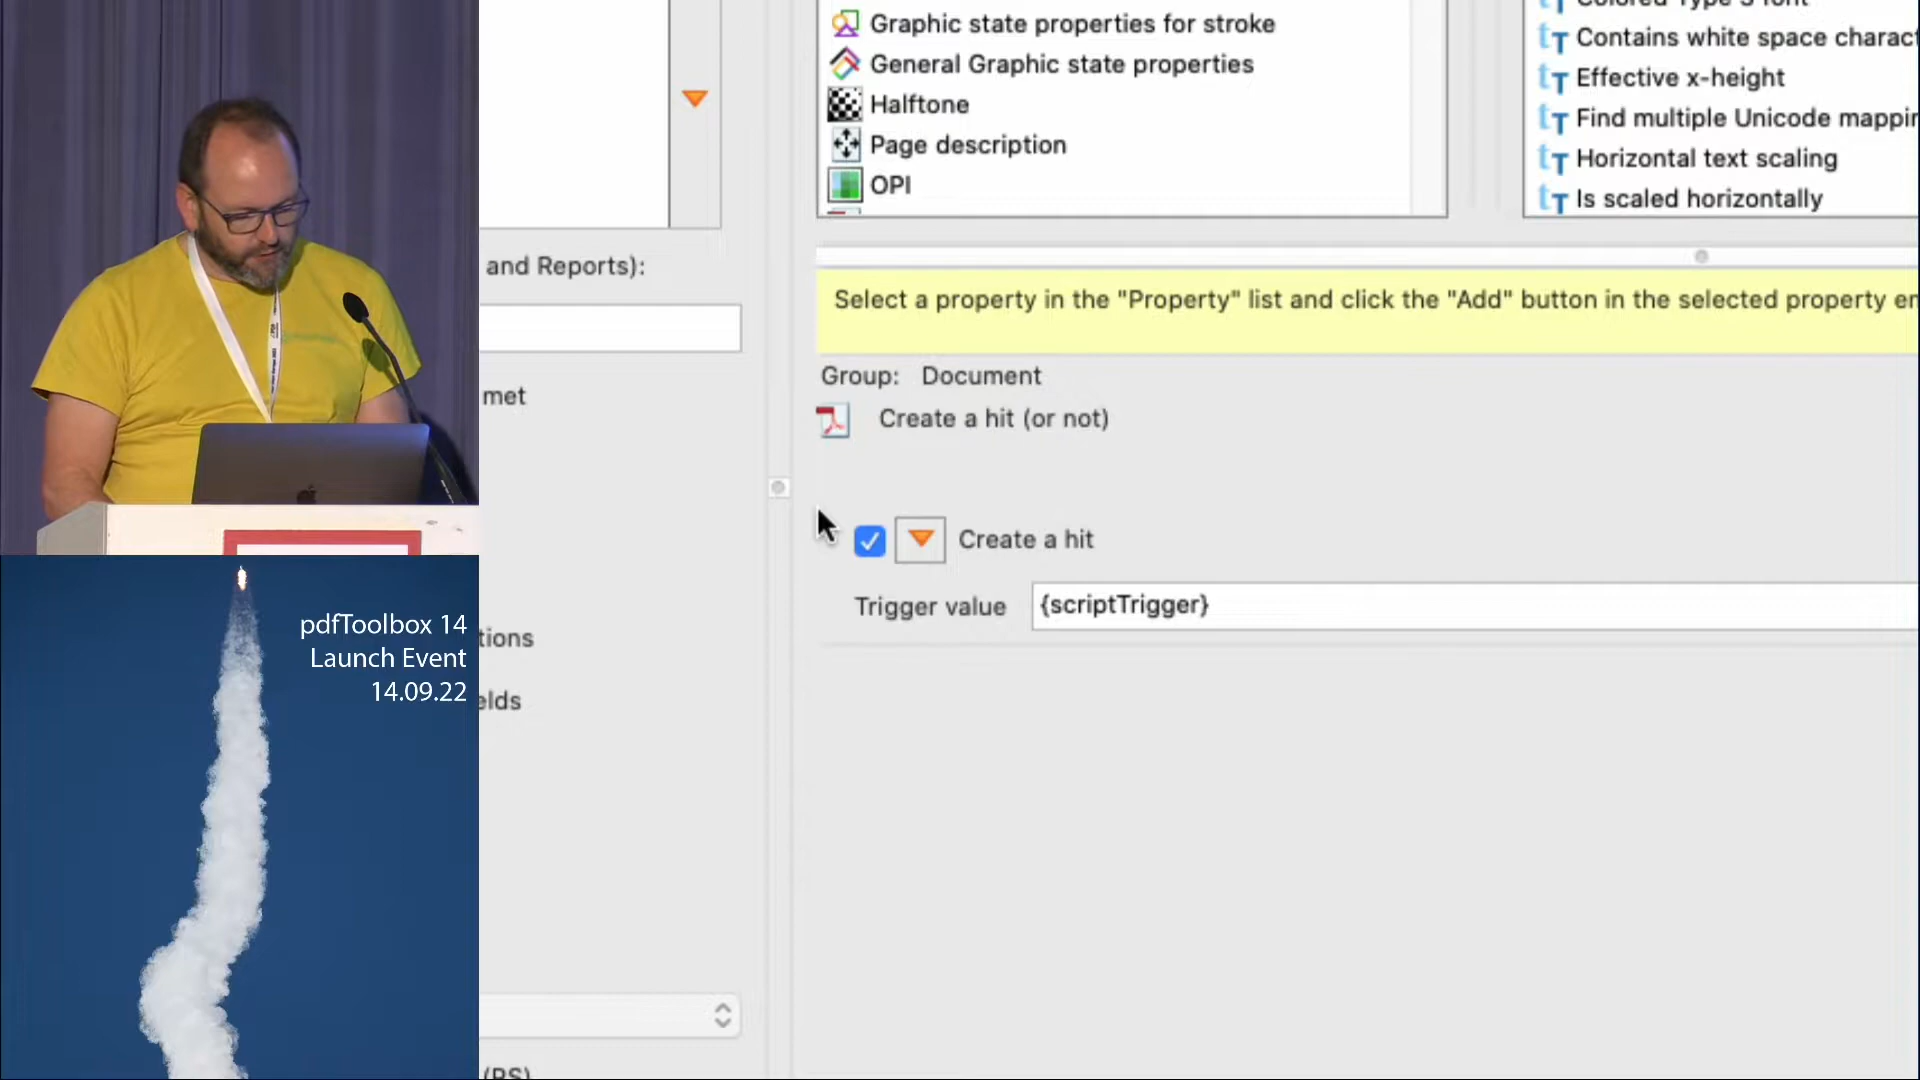 Graphic state properties for stroke
General Graphic state properties
Halftone
Page description
OPI
Contains white space charact
Effective x-height
Find multiple Unicode mappin
Horizontal text scaling
Is scaled horizontally
and Reports):
met
tions
elds
Select a property in the "Property" list and click the "Add" button in the selected property en
Group: Document
Create a hit (or not)
Create a hit
Trigger value {scriptTrigger}
pdfToolbox 14
Launch Event
14.09.22